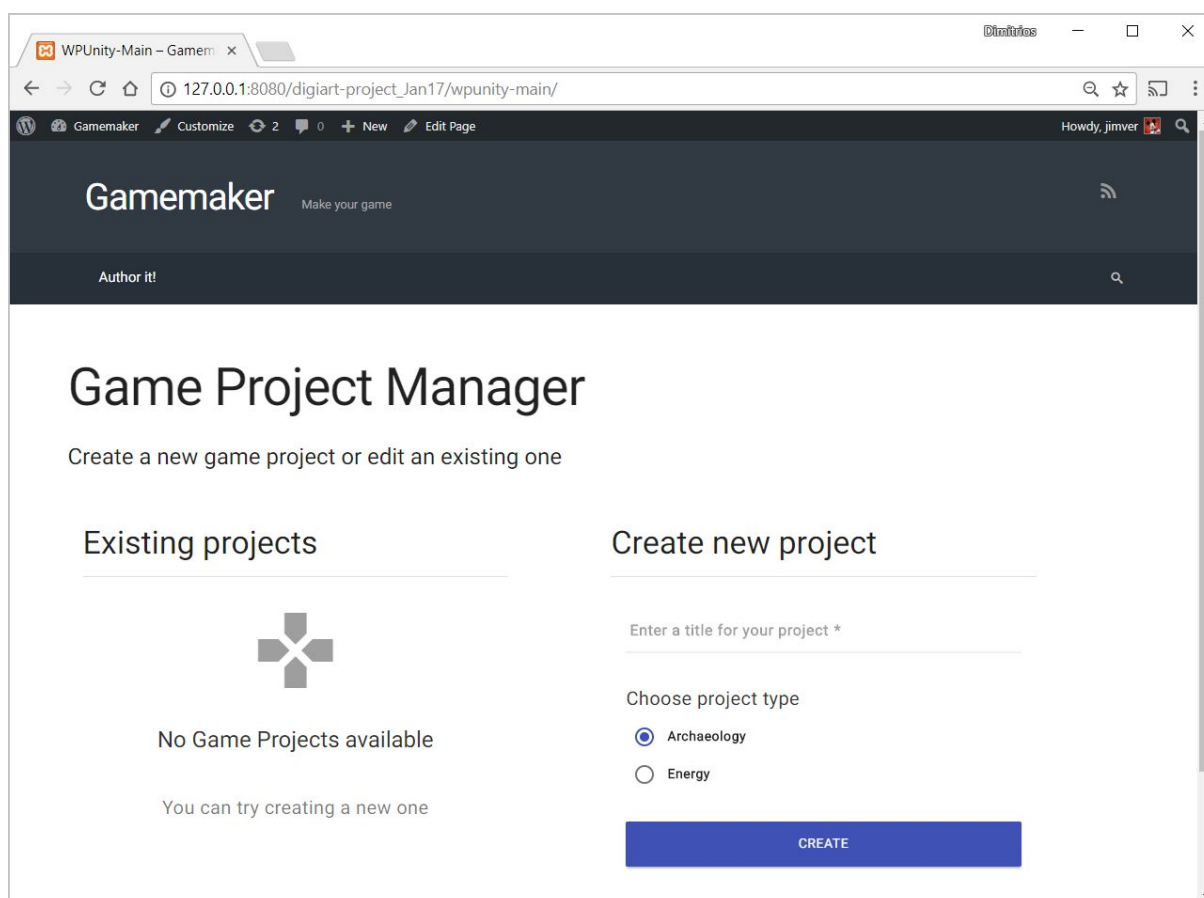 Dimitrios
WPUnity-Main – Gamem
127.0.0.1:8080/digiart-project_Jan17/wpunity-main/
Gamemaker Customize 2 0 New Edit Page Howdy, jimver
Gamemaker Make your game
Author it!
Game Project Manager
Create a new game project or edit an existing one
Existing projects
No Game Projects available
You can try creating a new one
Create new project
Enter a title for your project *
Choose project type
Archaeology
Energy
CREATE